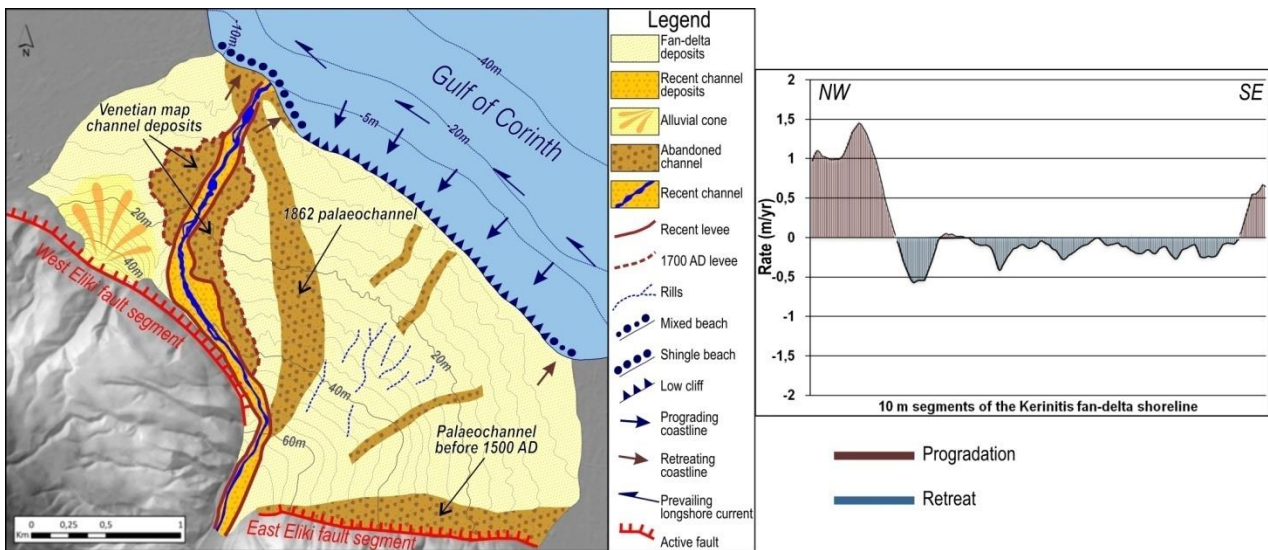 N
-10m
-40m
-5m
-20m
Gulf of Corinth
Venetian map
channel deposits
1862 palaeochannel
20m
40m
West Eliki fault segment
20m
40m
60m
Palaeochannel
before 1500 AD
East Eliki fault segment
0 0,25 0,5 1
Km
Legend
Fan-delta
deposits
Recent channel
deposits
Alluvial cone
Abandoned
channel
Recent channel
Recent levee
1700 AD levee
Rills
Mixed beach
Shingle beach
Low cliff
Prograding
coastline
Retreating
coastline
Prevailing
longshore current
Active fault
NW
SE
Rate (m/yr)
2
1,5
1
0,5
0
-0,5
-1
-1,5
-2
10 m segments of the Kerinitis fan-delta shoreline
Progradation
Retreat